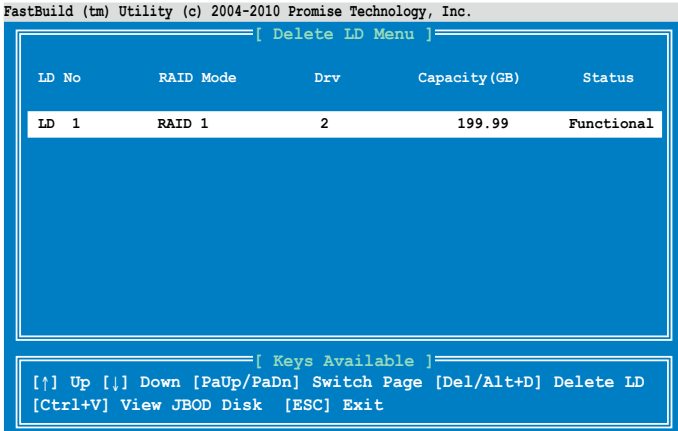 FastBuild (tm) Utility (c) 2004-2010 Promise Technology, Inc.
[ Delete LD Menu ]
LD No RAID Mode Drv Capacity(GB) Status
LD 1 RAID 1 2 199.99 Functional
[ Keys Available ]
[↑] Up [↓] Down [PaUp/PaDn] Switch Page [Del/Alt+D] Delete LD
[Ctrl+V] View JBOD Disk [ESC] Exit